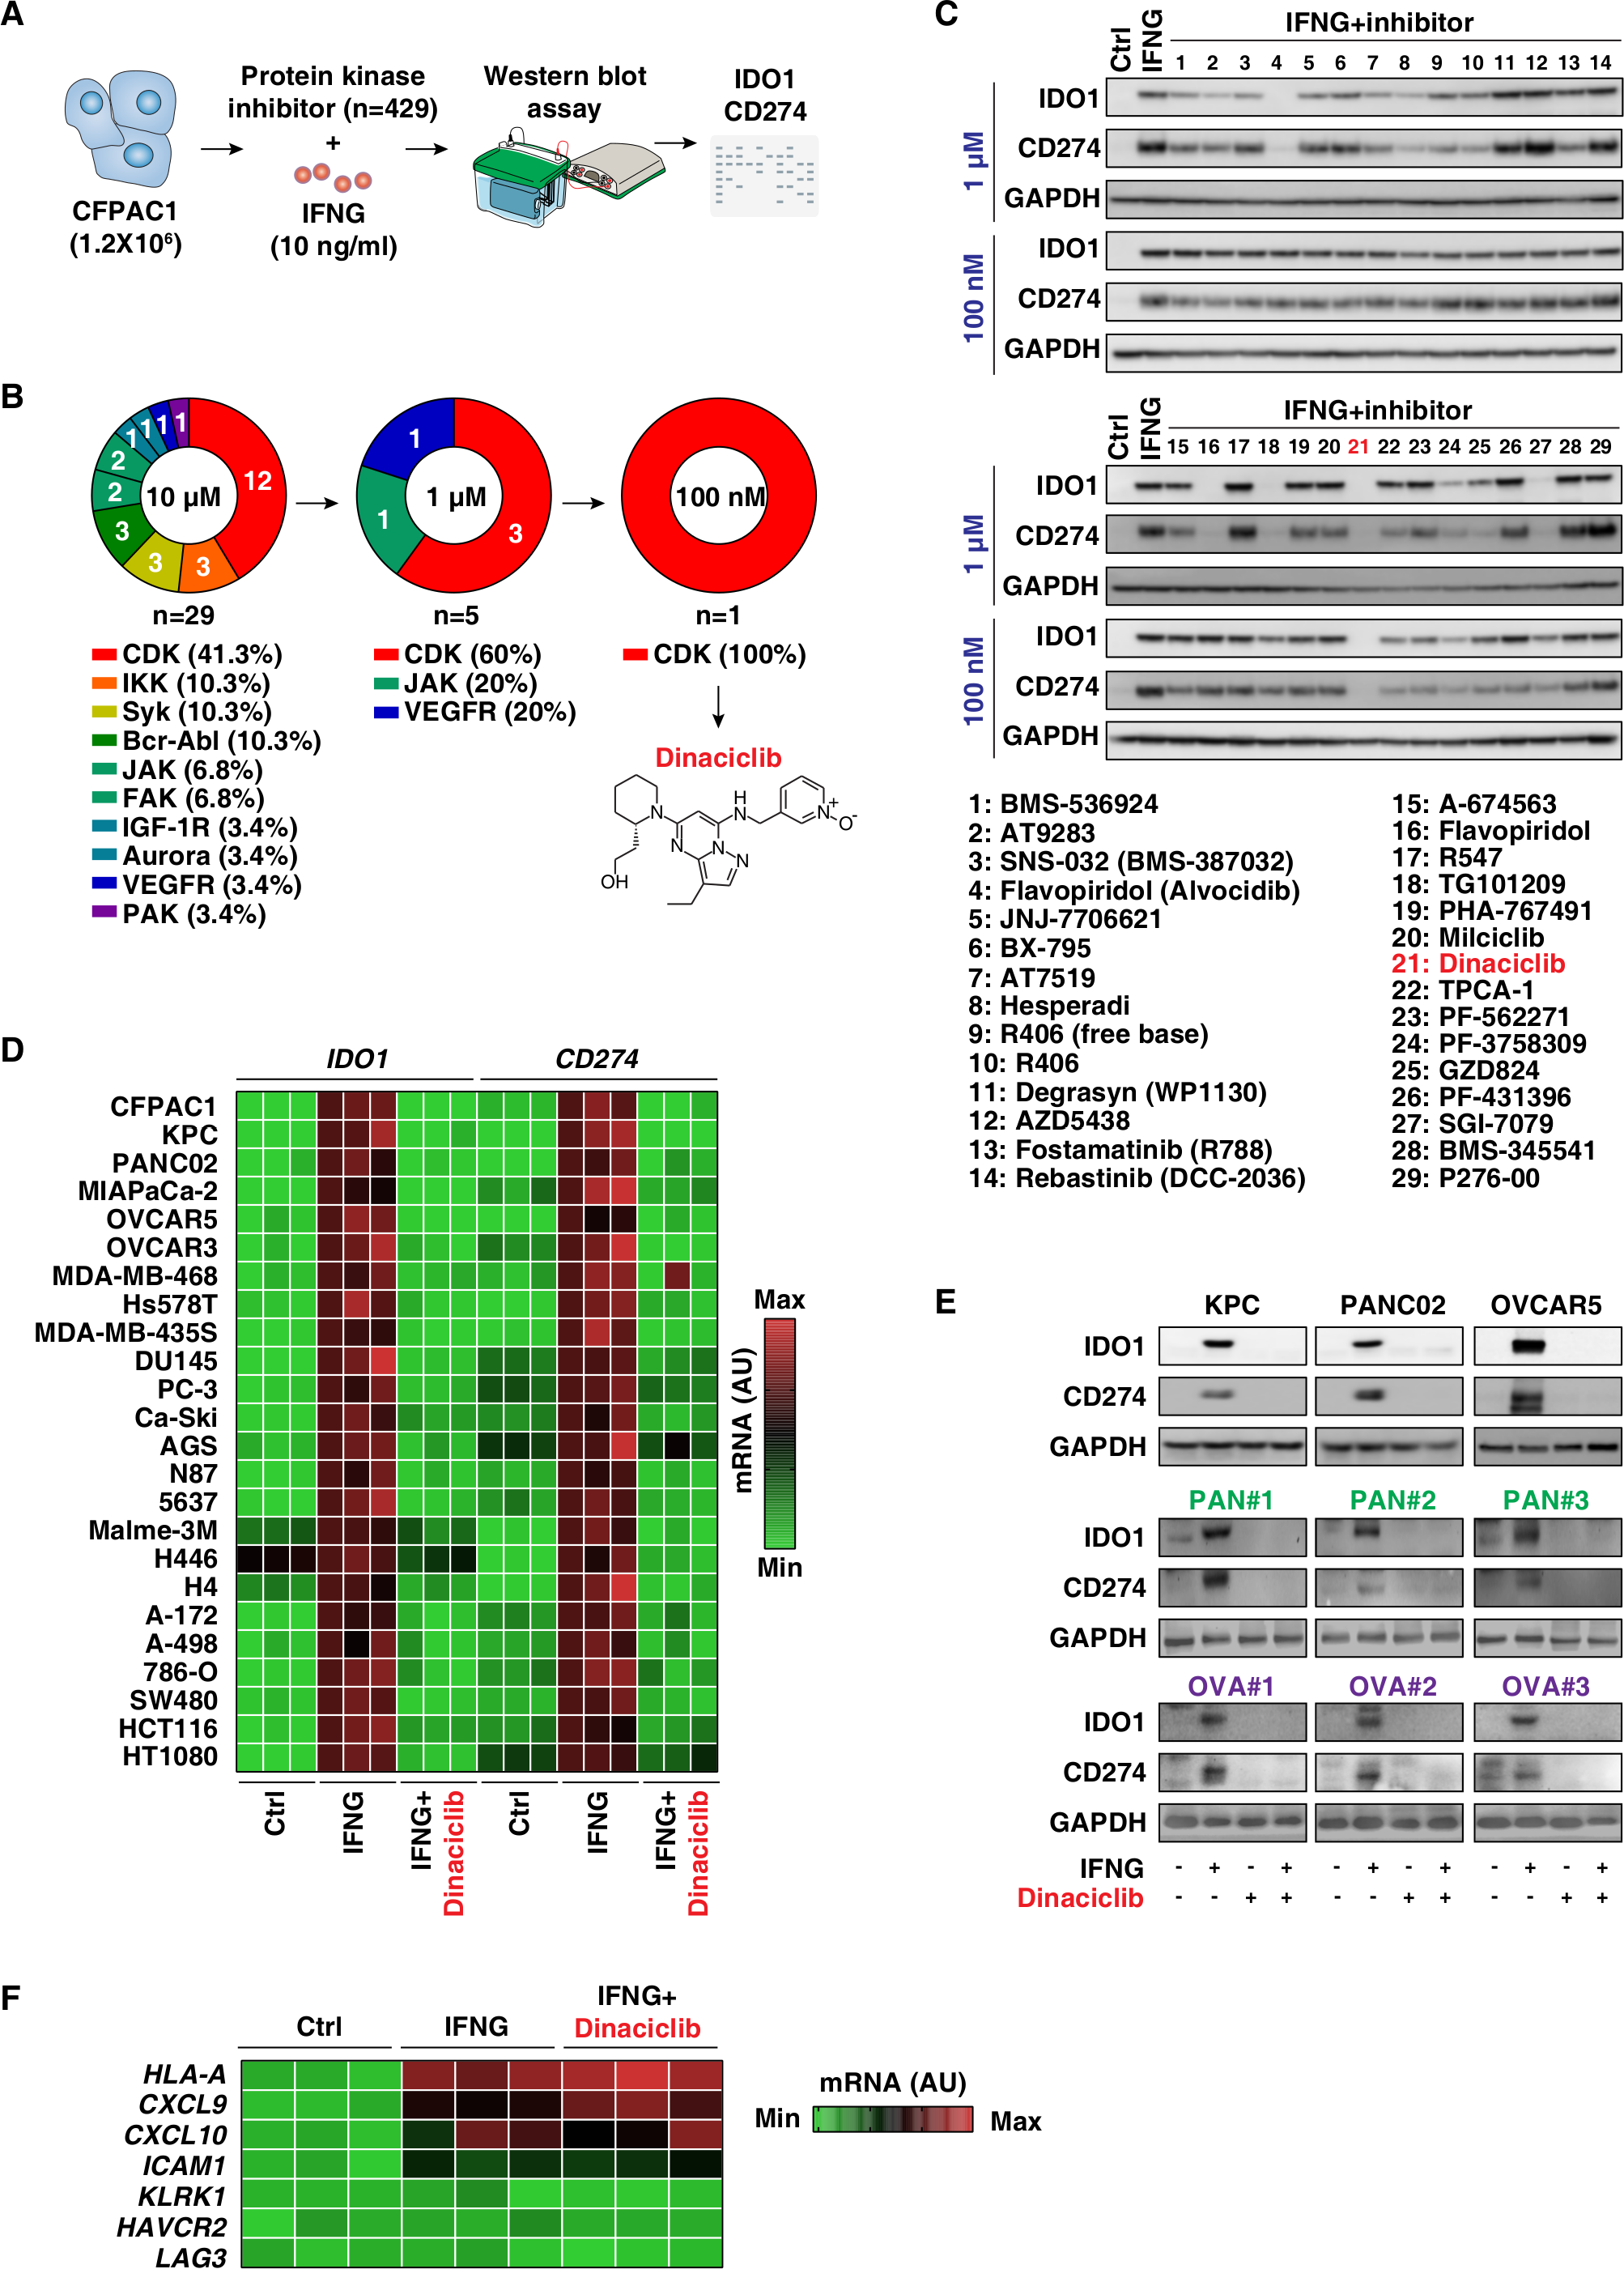 A
Protein kinase
inhibitor (n=429)
+
IFNG
(10 ng/ml)
CFPAC1
(1.2X10⁶)
Western blot
assay
IDO1
CD274
B
10 µM
12
3
3
3
2
2
1
1
1
1
n=29
CDK (41.3%)
IKK (10.3%)
Syk (10.3%)
Bcr-Abl (10.3%)
JAK (6.8%)
FAK (6.8%)
IGF-1R (3.4%)
Aurora (3.4%)
VEGFR (3.4%)
PAK (3.4%)
1 µM
3
1
1
n=5
CDK (60%)
JAK (20%)
VEGFR (20%)
100 nM
n=1
CDK (100%)
Dinaciclib
N
H
N
N
N
N
N+
O-
OH
C
Ctrl
IFNG
IFNG+inhibitor
1 2 3 4 5 6 7 8 9 10 11 12 13 14
1 µM
IDO1
CD274
GAPDH
100 nM
IDO1
CD274
GAPDH
Ctrl
IFNG
IFNG+inhibitor
15 16 17 18 19 20 21 22 23 24 25 26 27 28 29
1 µM
IDO1
CD274
GAPDH
100 nM
IDO1
CD274
GAPDH
1: BMS-536924
2: AT9283
3: SNS-032 (BMS-387032)
4: Flavopiridol (Alvocidib)
5: JNJ-7706621
6: BX-795
7: AT7519
8: Hesperadi
9: R406 (free base)
10: R406
11: Degrasyn (WP1130)
12: AZD5438
13: Fostamatinib (R788)
14: Rebastinib (DCC-2036)
15: A-674563
16: Flavopiridol
17: R547
18: TG101209
19: PHA-767491
20: Milciclib
21: Dinaciclib
22: TPCA-1
23: PF-562271
24: PF-3758309
25: GZD824
26: PF-431396
27: SGI-7079
28: BMS-345541
29: P276-00
D
IDO1 CD274
CFPAC1
KPC
PANC02
MIAPaCa-2
OVCAR5
OVCAR3
MDA-MB-468
Hs578T
MDA-MB-435S
DU145
PC-3
Ca-Ski
AGS
N87
5637
Malme-3M
H446
H4
A-172
A-498
786-O
SW480
HCT116
HT1080
Ctrl
IFNG
IFNG+
Dinaciclib
Ctrl
IFNG
IFNG+
Dinaciclib
Max
mRNA (AU)
Min
E
KPC PANC02 OVCAR5
IDO1
CD274
GAPDH
PAN#1 PAN#2 PAN#3
IDO1
CD274
GAPDH
OVA#1 OVA#2 OVA#3
IDO1
CD274
GAPDH
IFNG - + - + - + - + - + - +
Dinaciclib - - + + - - + + - - + +
F
Ctrl
IFNG
IFNG+
Dinaciclib
HLA-A
CXCL9
CXCL10
ICAM1
KLRK1
HAVCR2
LAG3
mRNA (AU)
Min Max